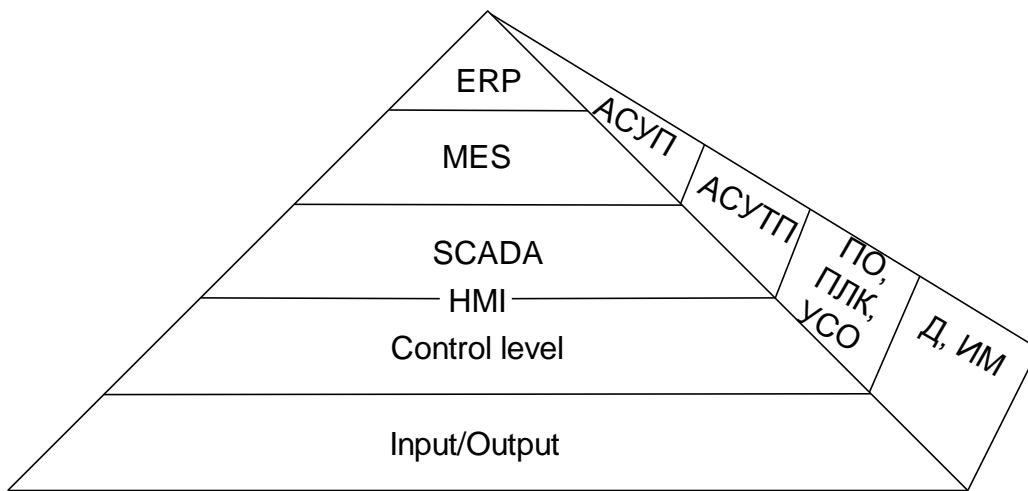 ERP
MES
SCADA
HMI
Control level
Input/Output
АСУП
АСУТП
ПО,
ПЛК,
УСО
Д, ИМ